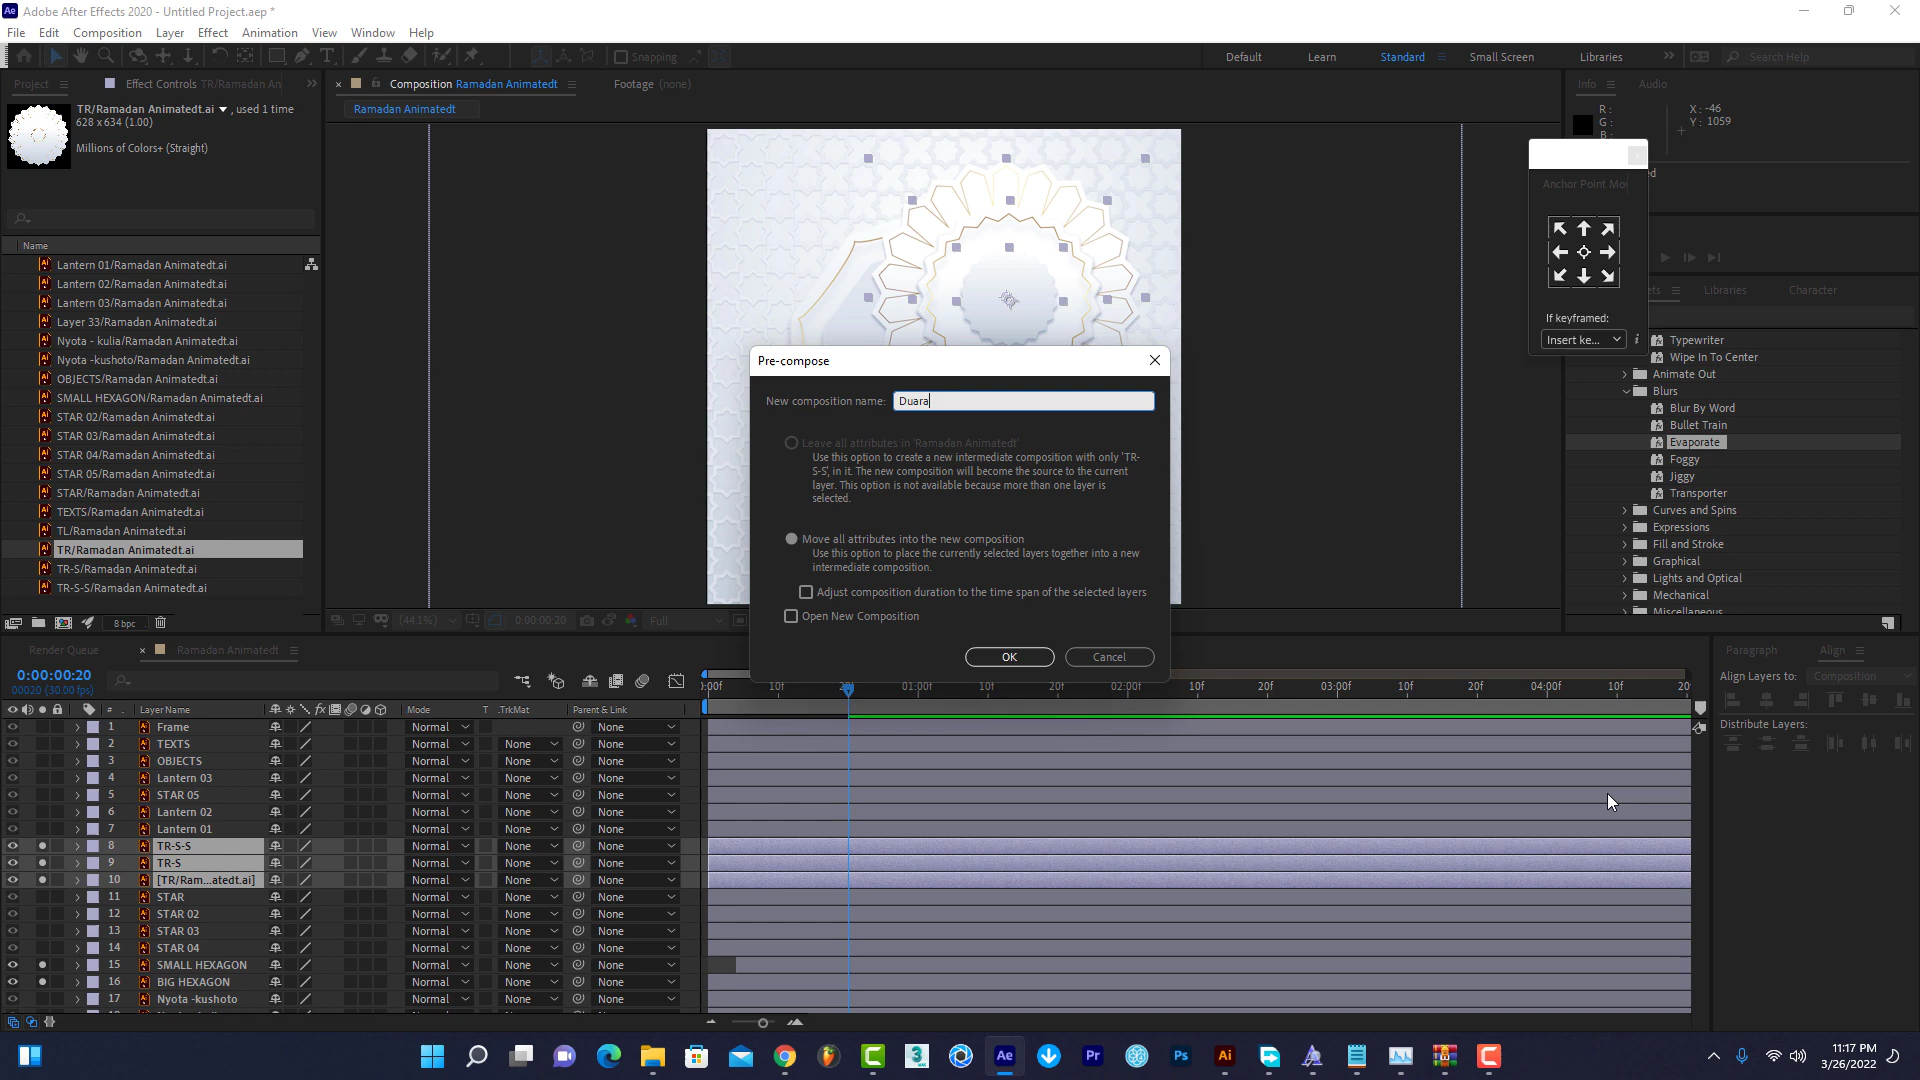 Adobe After Effects 2020 - Untitled Project.aep *
File Edit Composition Layer Effect Animation View Window Help
Snapping
Default Learn Standard Small Screen Libraries
Search Help
Project Effect Controls TR/Ramadan An
Composition Ramadan Animatedt
Footage (none)
Info Audio
Ramadan Animatedt
TR/Ramadan Animatedt.ai , used 1 time
628 x 634 (1.00)
Millions of Colors+ (Straight)
R :
G :
B :
X : -46
Y : 1059
Anchor Point Mo
If keyframed:
Insert ke...
Libraries Character
Name
Lantern 01/Ramadan Animatedt.ai
Lantern 02/Ramadan Animatedt.ai
Lantern 03/Ramadan Animatedt.ai
Layer 33/Ramadan Animatedt.ai
Nyota - kulia/Ramadan Animatedt.ai
Nyota -kushoto/Ramadan Animatedt.ai
OBJECTS/Ramadan Animatedt.ai
SMALL HEXAGON/Ramadan Animatedt.ai
STAR 02/Ramadan Animatedt.ai
STAR 03/Ramadan Animatedt.ai
STAR 04/Ramadan Animatedt.ai
STAR 05/Ramadan Animatedt.ai
STAR/Ramadan Animatedt.ai
TEXTS/Ramadan Animatedt.ai
TL/Ramadan Animatedt.ai
TR/Ramadan Animatedt.ai
TR-S/Ramadan Animatedt.ai
TR-S-S/Ramadan Animatedt.ai
8 bpc
Pre-compose
New composition name: Duara
Leave all attributes in 'Ramadan Animatedt'
Use this option to create a new intermediate composition with only 'TR-
S-S', in it. The new composition will become the source to the current
layer. This option is not available because more than one layer is
selected.
Move all attributes into the new composition
Use this option to place the currently selected layers together into a new
intermediate composition.
Adjust composition duration to the time span of the selected layers
Open New Composition
OK Cancel
Typewriter
Wipe In To Center
Animate Out
Blurs
Blur By Word
Bullet Train
Evaporate
Foggy
Jiggy
Transporter
Curves and Spins
Expressions
Fill and Stroke
Graphical
Lights and Optical
Mechanical
Miscellaneous
(44.1%) 0:00:00:20 Full
Render Queue Ramadan Animatedt
0:00:00:20
00020 (30.00 fps)
10f 01:00f 10f 20f 02:00f 10f 20f 03:00f 10f 20f 04:00f 10f 20
# Layer Name Mode T .TrkMat Parent & Link
1 Frame Normal None
2 TEXTS Normal None None
3 OBJECTS Normal None None
4 Lantern 03 Normal None None
5 STAR 05 Normal None None
6 Lantern 02 Normal None None
7 Lantern 01 Normal None None
8 TR-S-S Normal None None
9 TR-S Normal None None
10 [TR/Ram...atedt.ai] Normal None None
11 STAR Normal None None
12 STAR 02 Normal None None
13 STAR 03 Normal None None
14 STAR 04 Normal None None
15 SMALL HEXAGON Normal None None
16 BIG HEXAGON Normal None None
17 Nyota -kushoto Normal None None
Paragraph Align
Align Layers to: Composition
Distribute Layers:
11:17 PM
3/26/2022